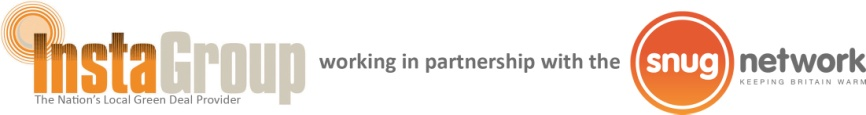 InstaGroup
The Nation's Local Green Deal Provider
working in partnership with the
snug network
KEEPING BRITAIN WARM